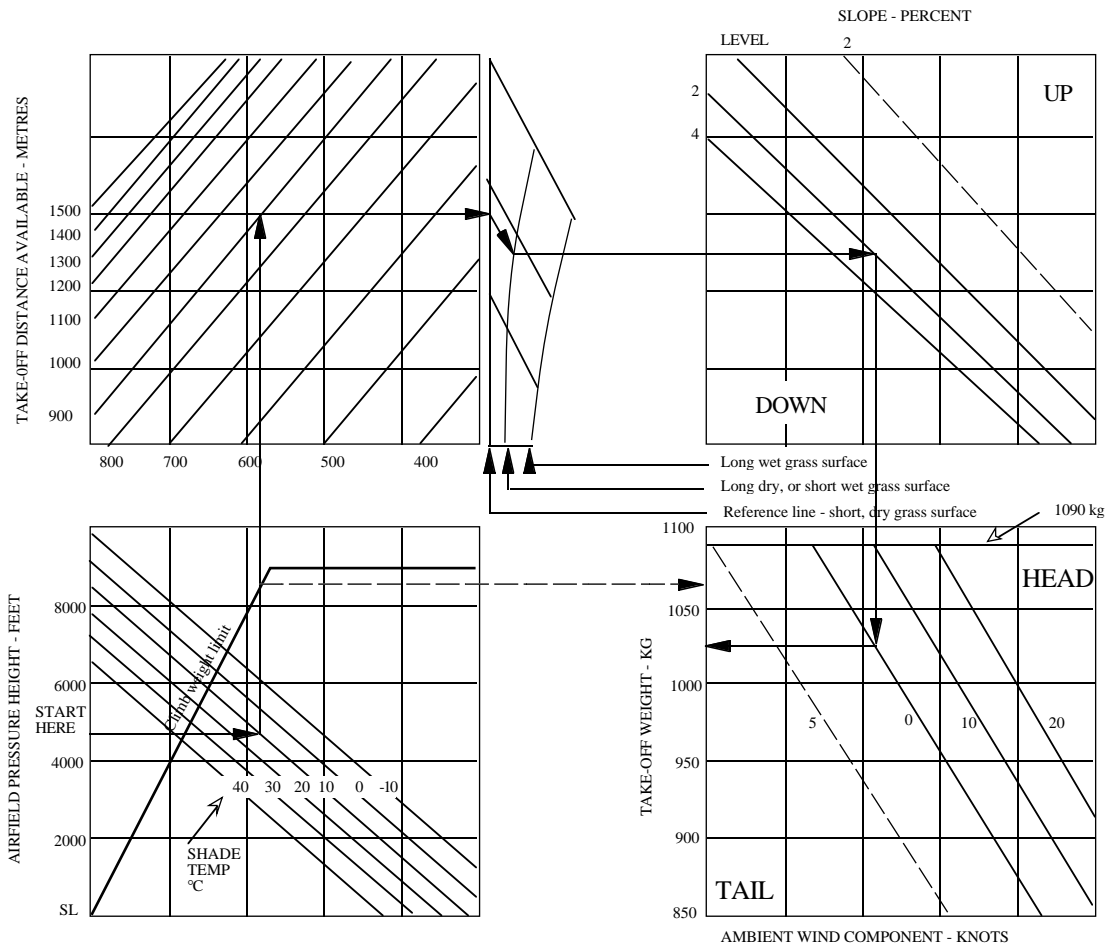 SLOPE - PERCENT
LEVEL
2
2
4
UP
DOWN
TAKE-OFF DISTANCE AVAILABLE - METRES
1500
1400
1300
1200
1100
1000
900
800
700
600
500
400
Long wet grass surface
Long dry, or short wet grass surface
Reference line - short, dry grass surface
1090 kg
AIRFIELD PRESSURE HEIGHT - FEET
8000
6000
START
HERE
4000
2000
SL
Climb weight limit
40 30 20 10 0 -10
SHADE
TEMP
°C
TAKE-OFF WEIGHT - KG
1100
1050
1000
950
900
850
HEAD
5
0
10
20
TAIL
AMBIENT WIND COMPONENT - KNOTS